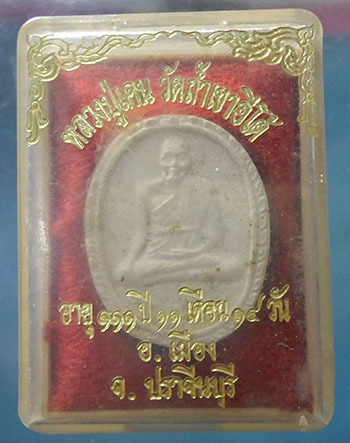 หลวงปู่แคน วัดถ้ำเขาอีโต้
อายุ ๑๑๑ ปี ๑๑ เดือน ๑๔ วัน
อ. เมือง
จ. ปราจีนบุรี